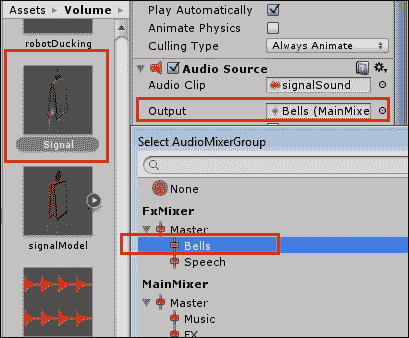 Assets ▸ Volume ▸
robotDucking
Signal
signalModel
Play Automatically
Animate Physics
Culling Type
Always Animate
Audio Source
Audio Clip
signalSound
Output
Bells (MainMixe
Select AudioMixerGroup
None
FxMixer
Master
Bells
Speech
MainMixer
Master
Music
FX